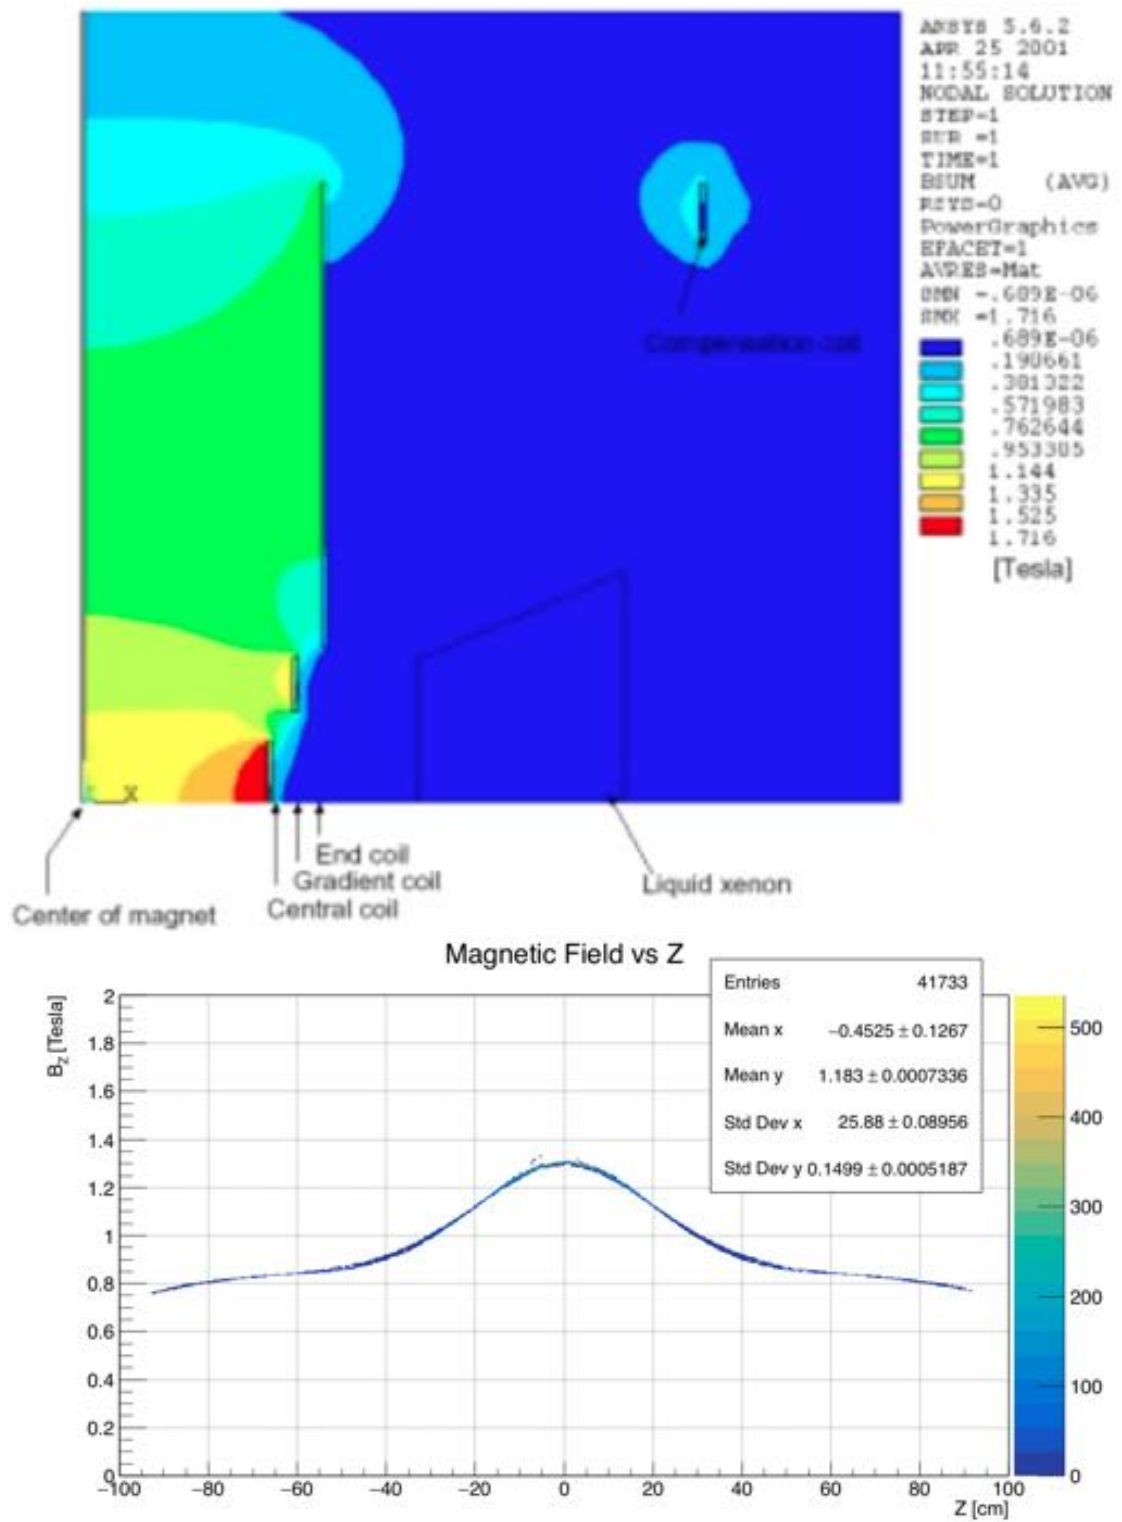 ANSYS 5.6.2
APR 25 2001
11:55:14
NODAL SOLUTION
STEP=1
SUB =1
TIME=1
BSUM (AVG)
RSYS=0
PowerGraphics
EFACET=1
AVRES=Mat
SMN =.689E-06
SMX =1.716
.689E-06
.190661
.381322
.571983
.762644
.953305
1.144
1.335
1.525
1.716
[Tesla]
Compensation coil
X
End coil
Gradient coil
Central coil
Center of magnet
Liquid xenon
Magnetic Field vs Z
Entries 41733
Mean x −0.4525 ± 0.1267
Mean y 1.183 ± 0.0007336
Std Dev x 25.88 ± 0.08956
Std Dev y 0.1499 ± 0.0005187
B_z [Tesla]
2
1.8
1.6
1.4
1.2
1
0.8
0.6
0.4
0.2
0
−100 −80 −60 −40 −20 0 20 40 60 80 100
Z [cm]
500
400
300
200
100
0